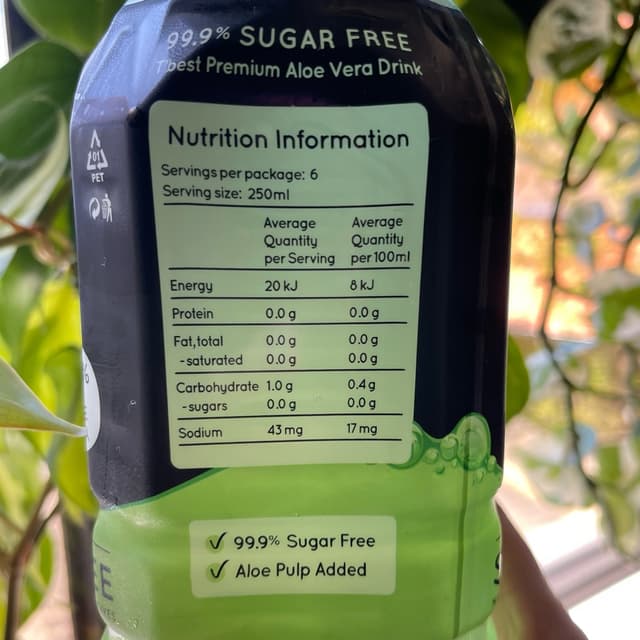 99.9% SUGAR FREE
T'best Premium Aloe Vera Drink
01
PET
Nutrition Information
Servings per package: 6
Serving size: 250ml
Average Quantity per Serving Average Quantity per 100ml
Energy 20 kJ 8 kJ
Protein 0.0 g 0.0 g
Fat,total 0.0 g 0.0 g
-saturated 0.0 g 0.0 g
Carbohydrate 1.0 g 0.4 g
-sugars 0.0 g 0.0 g
Sodium 43 mg 17 mg
✓ 99.9% Sugar Free
✓ Aloe Pulp Added